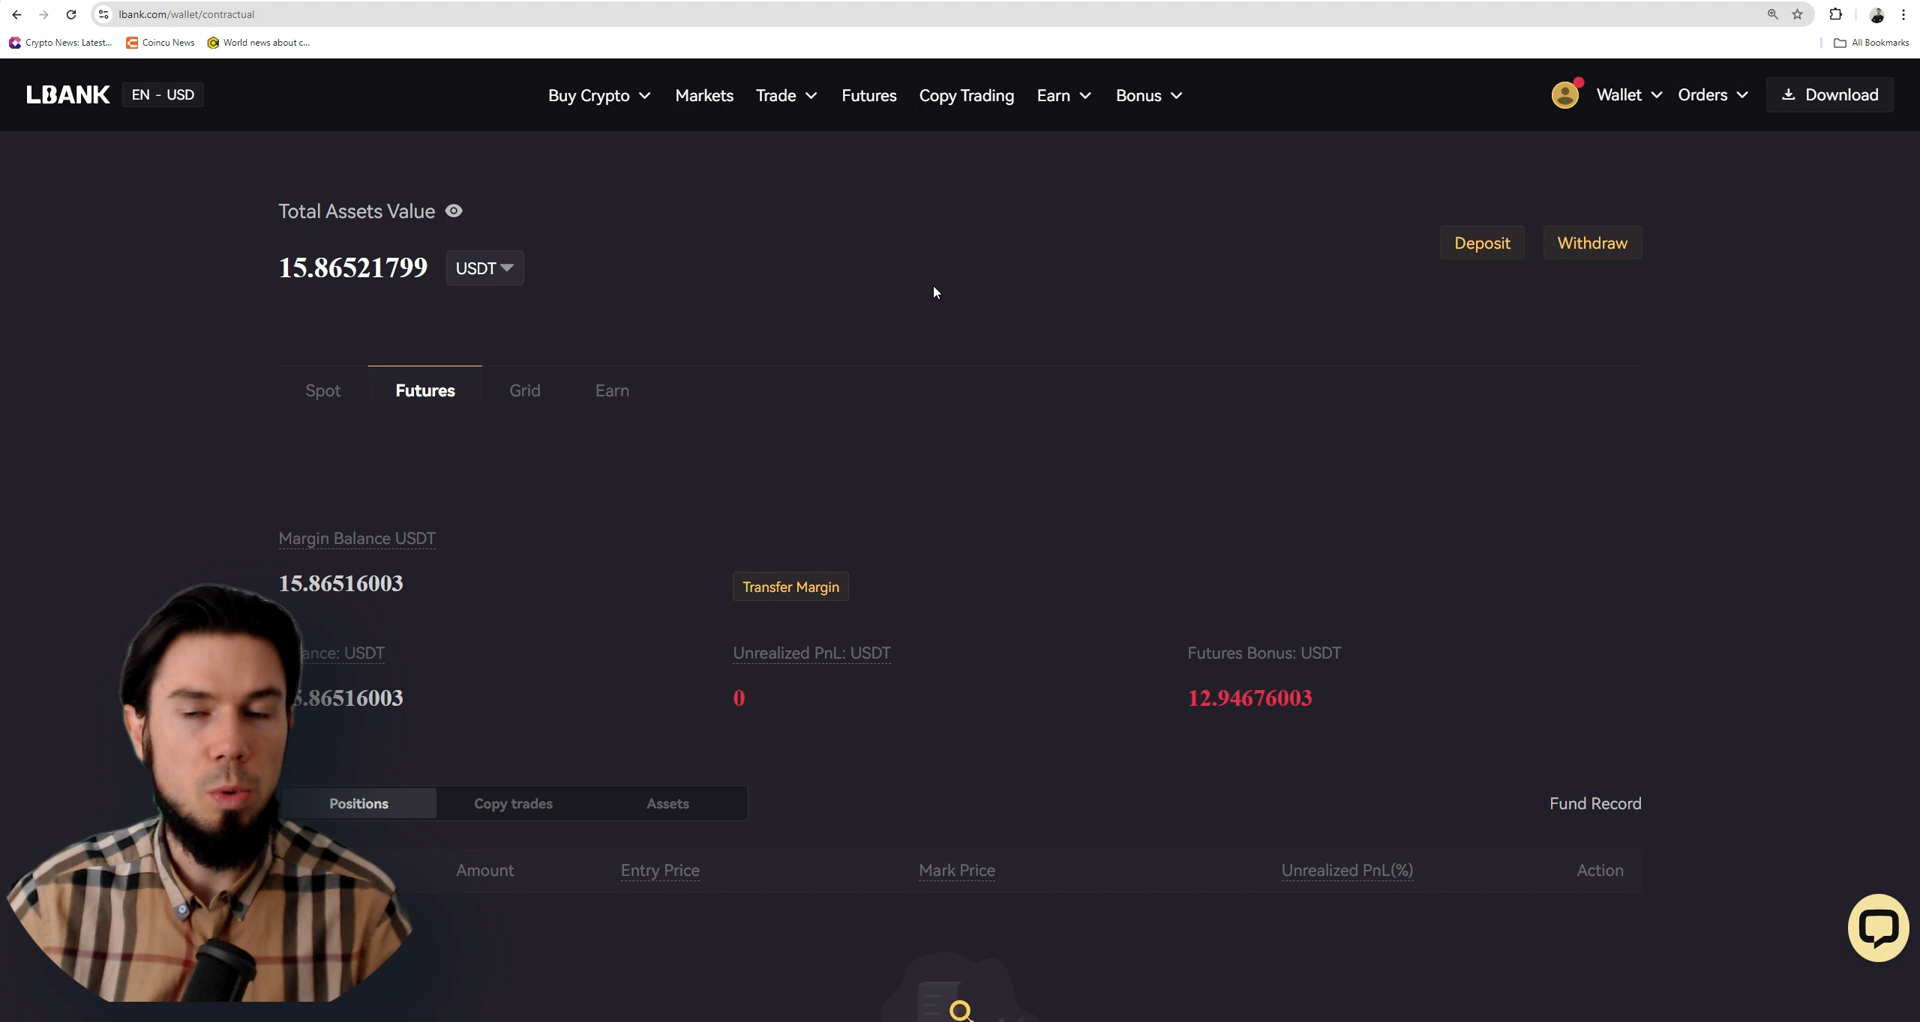 lbank.com/wallet/contractual
Crypto News: Latest...
Coincu News
World news about c...
All Bookmarks
LBANK
EN - USD
Buy Crypto
Markets
Trade
Futures
Copy Trading
Earn
Bonus
Wallet
Orders
Download
Total Assets Value
15.86521799
USDT
Deposit
Withdraw
Spot
Futures
Grid
Earn
Margin Balance USDT
15.86516003
Transfer Margin
ance: USDT
Unrealized PnL: USDT
Futures Bonus: USDT
5.86516003
0
12.94676003
Positions
Copy trades
Assets
Fund Record
Amount
Entry Price
Mark Price
Unrealized PnL(%)
Action